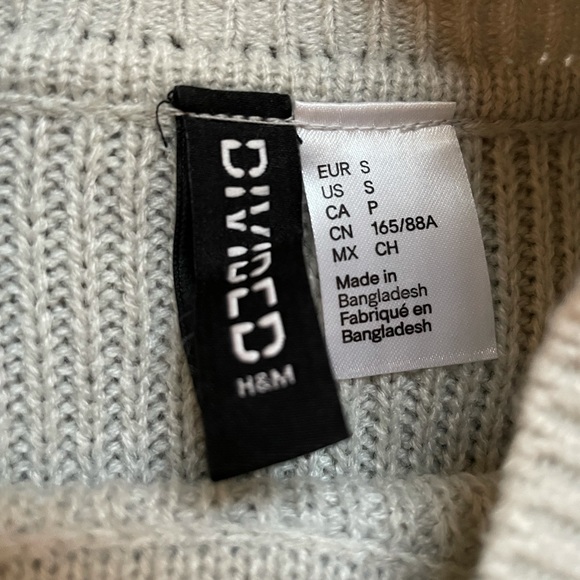 DIVIDED
H&M
EUR S
US S
CA P
CN 165/88A
MX CH
Made in
Bangladesh
Fabriqué en
Bangladesh